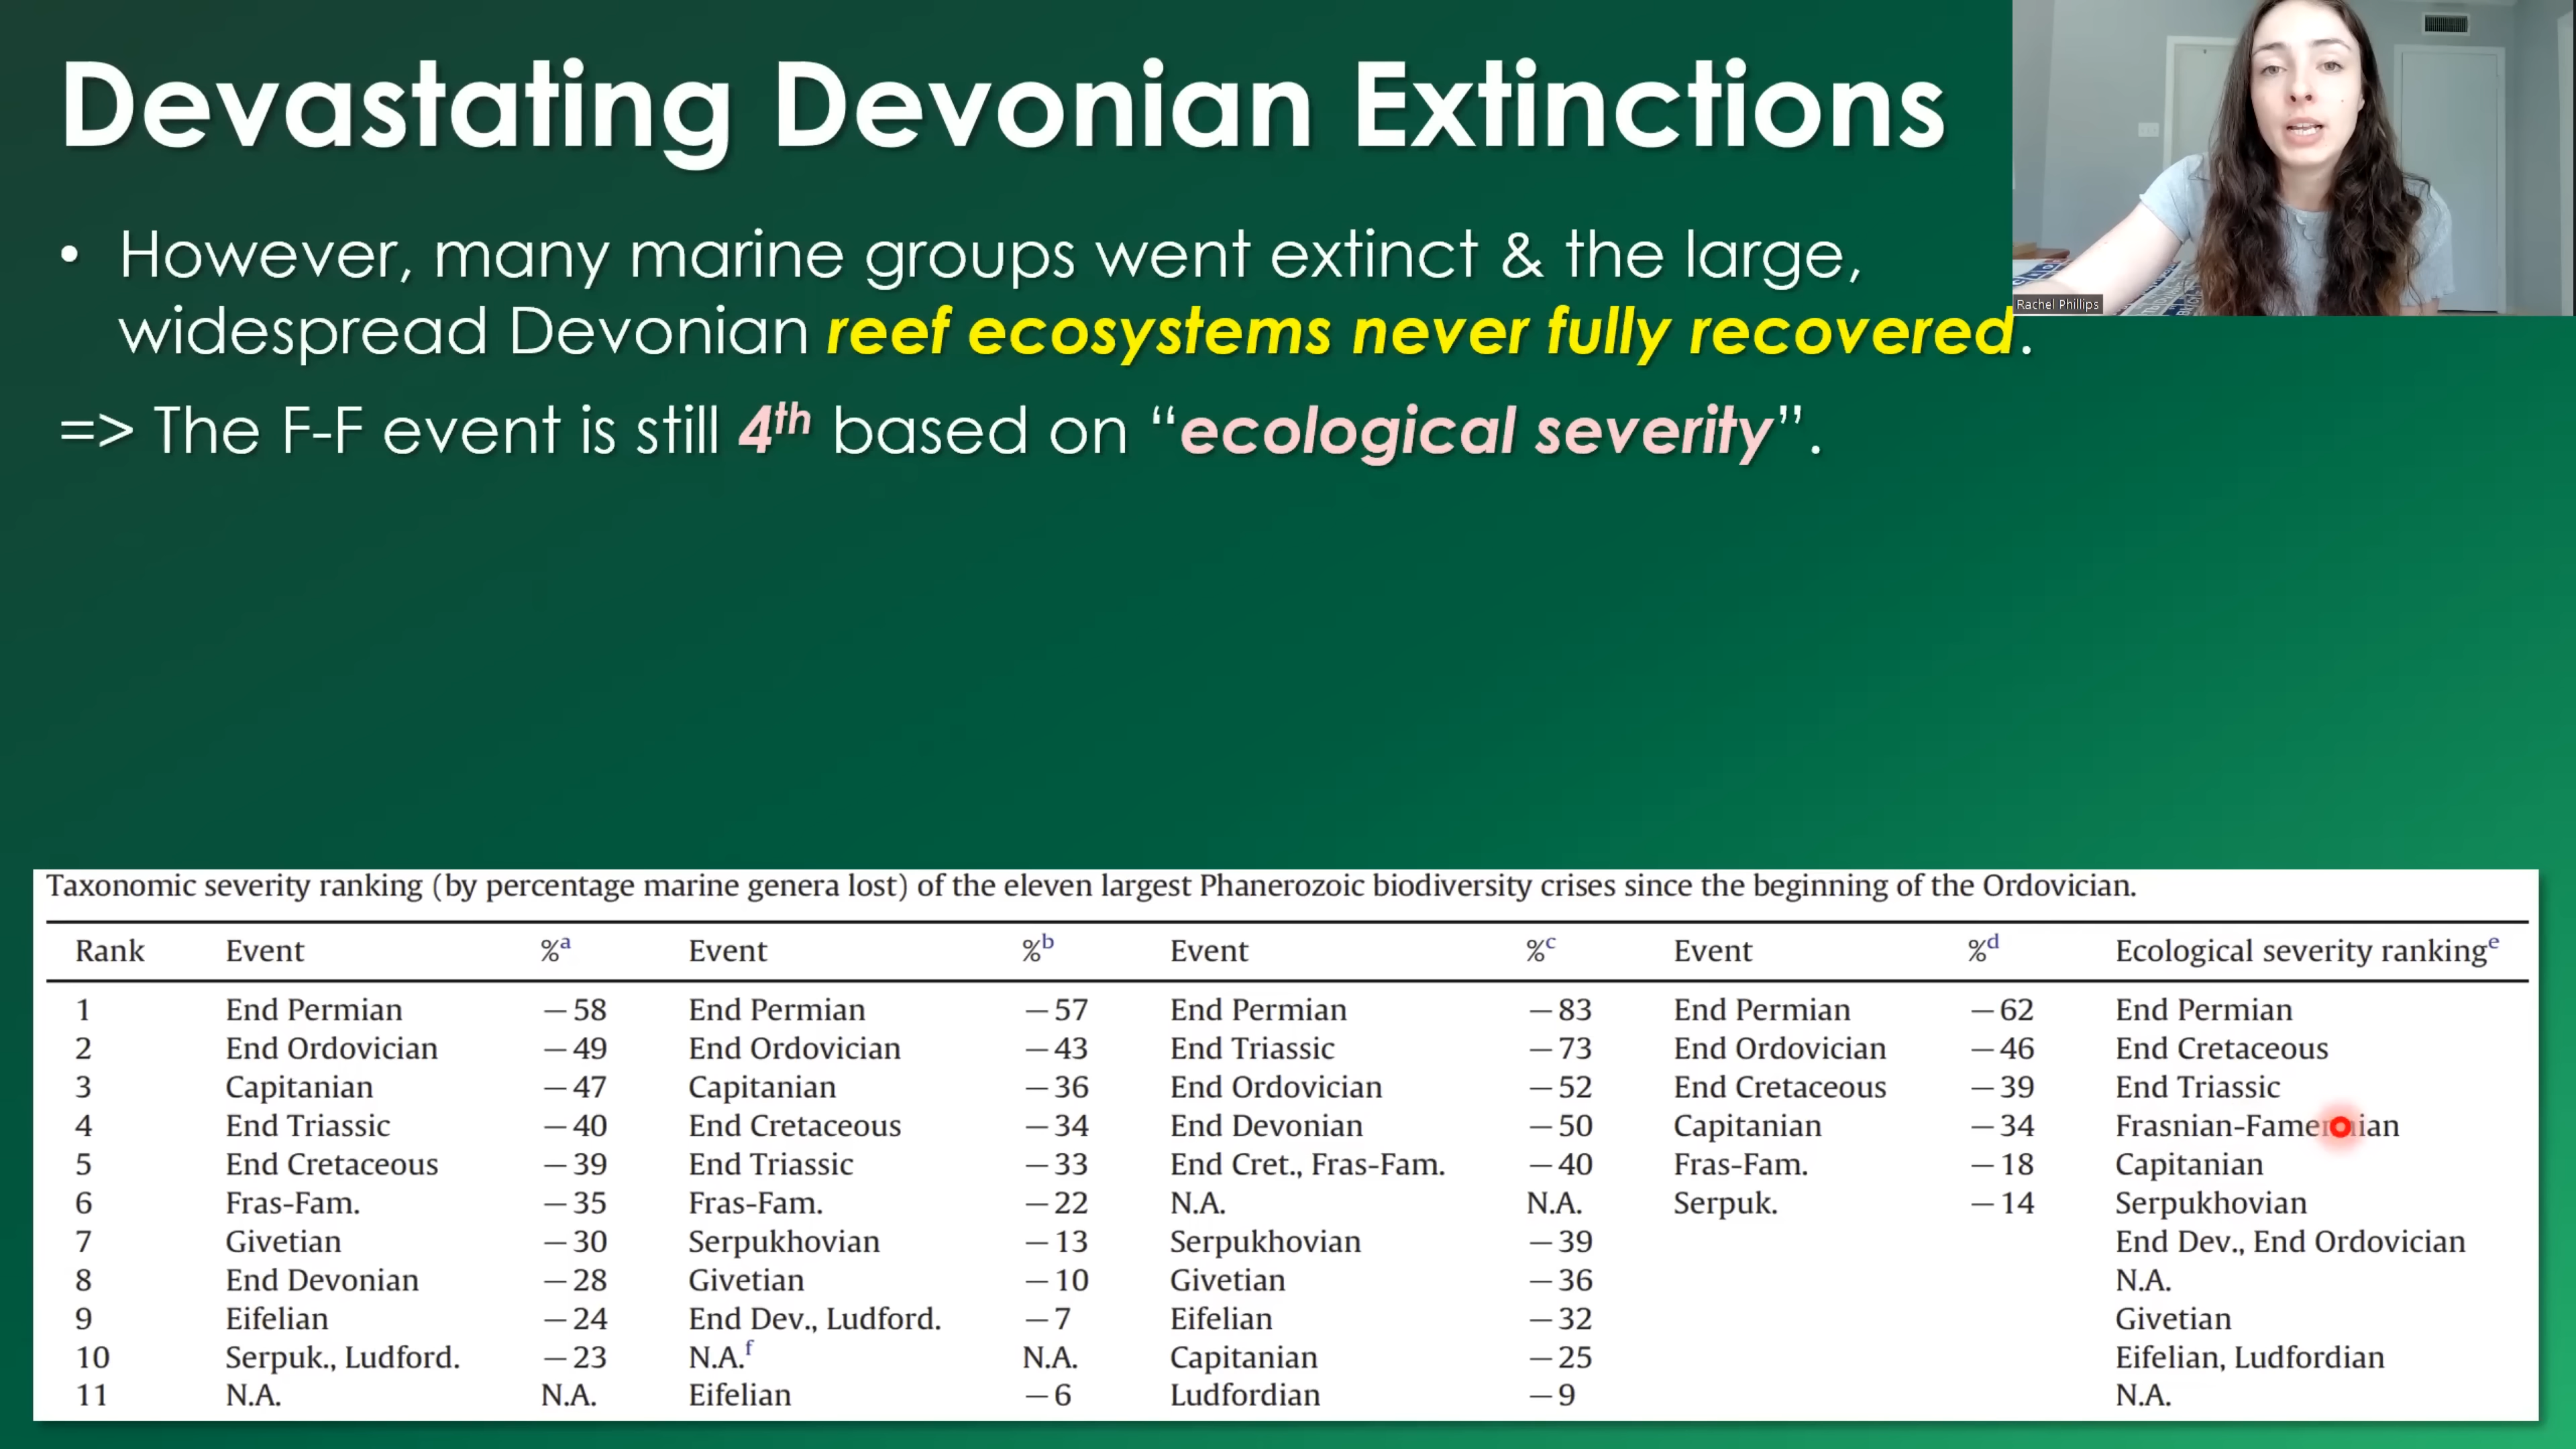 Devastating Devonian Extinctions
• However, many marine groups went extinct & the large,
widespread Devonian reef ecosystems never fully recovered.
=> The F-F event is still 4th based on “ecological severity”.
Rachel Phillips
Taxonomic severity ranking (by percentage marine genera lost) of the eleven largest Phanerozoic biodiversity crises since the beginning of the Ordovician.
Rank Event %a Event %b Event %c Event %d Ecological severity rankinge
1 End Permian −58 End Permian −57 End Permian −83 End Permian −62 End Permian
2 End Ordovician −49 End Ordovician −43 End Triassic −73 End Ordovician −46 End Cretaceous
3 Capitanian −47 Capitanian −36 End Ordovician −52 End Cretaceous −39 End Triassic
4 End Triassic −40 End Cretaceous −34 End Devonian −50 Capitanian −34 Frasnian-Famennian
5 End Cretaceous −39 End Triassic −33 End Cret., Fras-Fam. −40 Fras-Fam. −18 Capitanian
6 Fras-Fam. −35 Fras-Fam. −22 N.A. N.A. Serpuk. −14 Serpukhovian
7 Givetian −30 Serpukhovian −13 Serpukhovian −39 End Dev., End Ordovician
8 End Devonian −28 Givetian −10 Givetian −36 N.A.
9 Eifelian −24 End Dev., Ludford. −7 Eifelian −32 Givetian
10 Serpuk., Ludford. −23 N.A.f N.A. Capitanian −25 Eifelian, Ludfordian
11 N.A. N.A. Eifelian −6 Ludfordian −9 N.A.